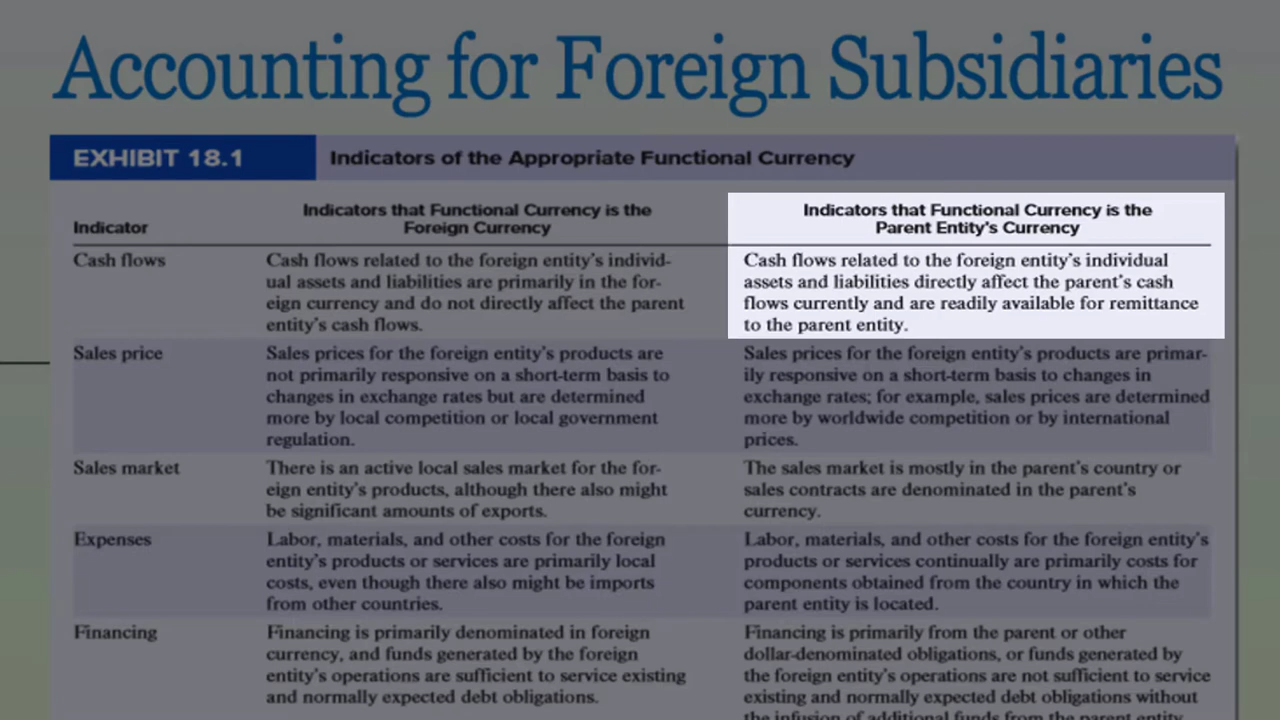 Accounting for Foreign Subsidiaries
EXHIBIT 18.1
Indicators of the Appropriate Functional Currency
Indicator
Indicators that Functional Currency is the
Foreign Currency
Indicators that Functional Currency is the
Parent Entity's Currency
Cash flows
Cash flows related to the foreign entity's individ-
ual assets and liabilities are primarily in the for-
eign currency and do not directly affect the parent
entity's cash flows.
Cash flows related to the foreign entity's individual
assets and liabilities directly affect the parent's cash
flows currently and are readily available for remittance
to the parent entity.
Sales price
Sales prices for the foreign entity's products are
not primarily responsive on a short-term basis to
changes in exchange rates but are determined
more by local competition or local government
regulation.
Sales prices for the foreign entity's products are primar-
ily responsive on a short-term basis to changes in
exchange rates; for example, sales prices are determined
more by worldwide competition or by international
prices.
Sales market
There is an active local sales market for the for-
eign entity's products, although there also might
be significant amounts of exports.
The sales market is mostly in the parent's country or
sales contracts are denominated in the parent's
currency.
Expenses
Labor, materials, and other costs for the foreign
entity's products or services are primarily local
costs, even though there also might be imports
from other countries.
Labor, materials, and other costs for the foreign entity's
products or services continually are primarily costs for
components obtained from the country in which the
parent entity is located.
Financing
Financing is primarily denominated in foreign
currency, and funds generated by the foreign
entity's operations are sufficient to service existing
and normally expected debt obligations.
Financing is primarily from the parent or other
dollar-denominated obligations, or funds generated by
the foreign entity's operations are not sufficient to service
existing and normally expected debt obligations without
the infusion of additional funds from the parent entity